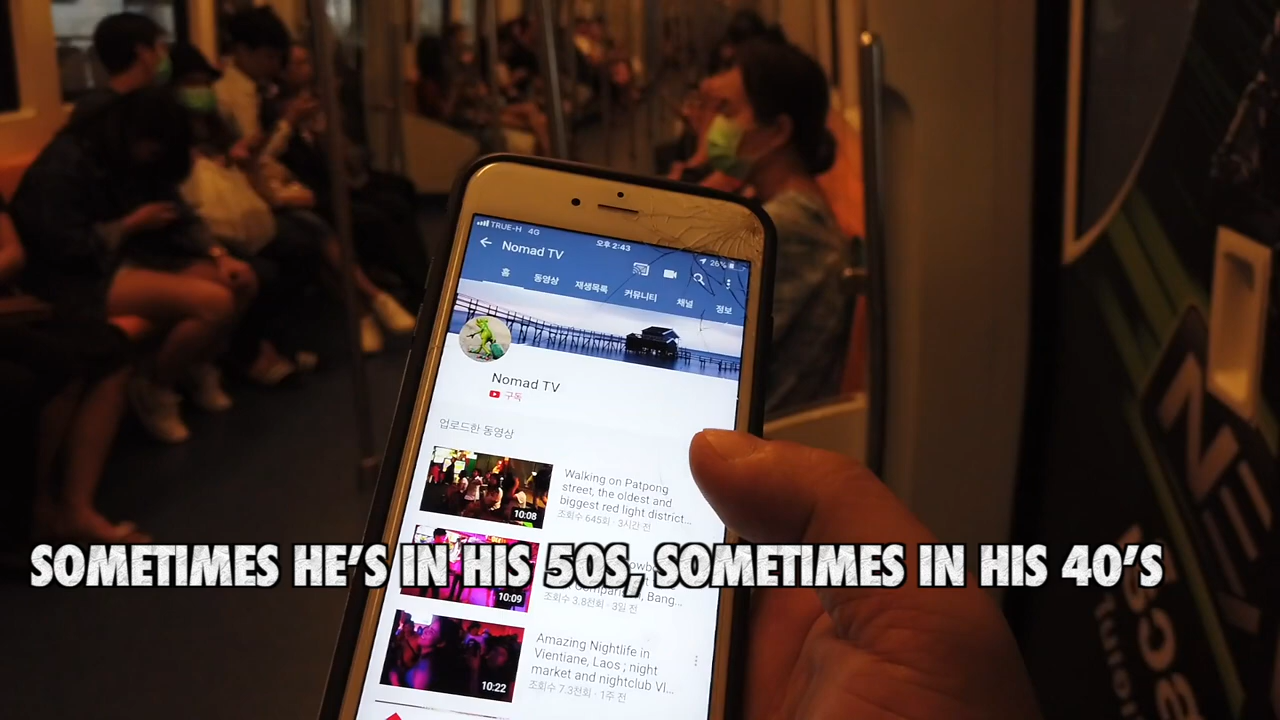 TRUE-H 4G
오후 2:43
26%
Nomad TV
홈 동영상 재생목록 커뮤니티 채널 정보
Nomad TV
구독
업로드한 동영상
Walking on Patpong
street, the oldest and
biggest red light district...
조회수 645회 · 3시간 전
10:08
SOMETIMES HE'S IN HIS 50S, SOMETIMES IN HIS 40'S
Bang...
조회수 3.8천회 · 3일 전
10:09
Amazing Nightlife in
Vientiane, Laos ; night
market and nightclub VI...
조회수 7.3천회 · 1주 전
10:22